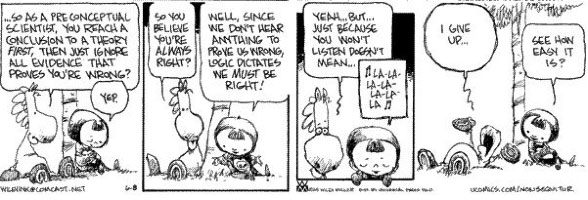 ...SO AS A PRE CONCEPTUAL
SCIENTIST, YOU REACH A
CONCLUSION TO A THEORY
FIRST, THEN JUST IGNORE
ALL EVIDENCE THAT
PROVES YOU'RE WRONG?
YEP.
WILEYINK@COMCAST.NET
6-8
SO YOU
BELIEVE
YOU'RE
ALWAYS
RIGHT?
WELL, SINCE
WE DON'T HEAR
ANYTHING TO
PROVE US WRONG,
LOGIC DICTATES
WE MUST BE
RIGHT!
YEAH...BUT...
JUST BECAUSE
YOU WON'T
LISTEN DOESN'T
MEAN...
♫ LA-LA-
LA-LA-
LA-LA-
LA ♫
I GIVE
UP...
SEE HOW
EASY IT
IS?
UCOMICS.COM/NONSEQUITUR